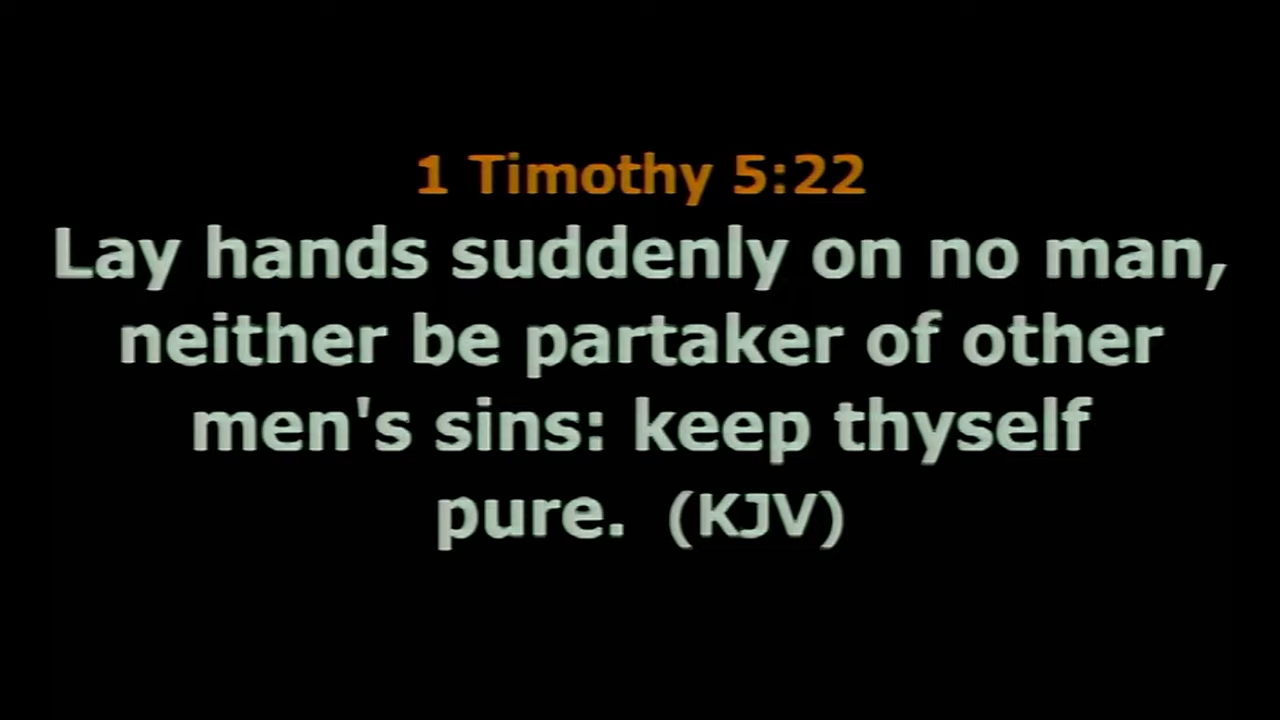 1 Timothy 5:22
Lay hands suddenly on no man,
neither be partaker of other
men's sins: keep thyself
pure. (KJV)